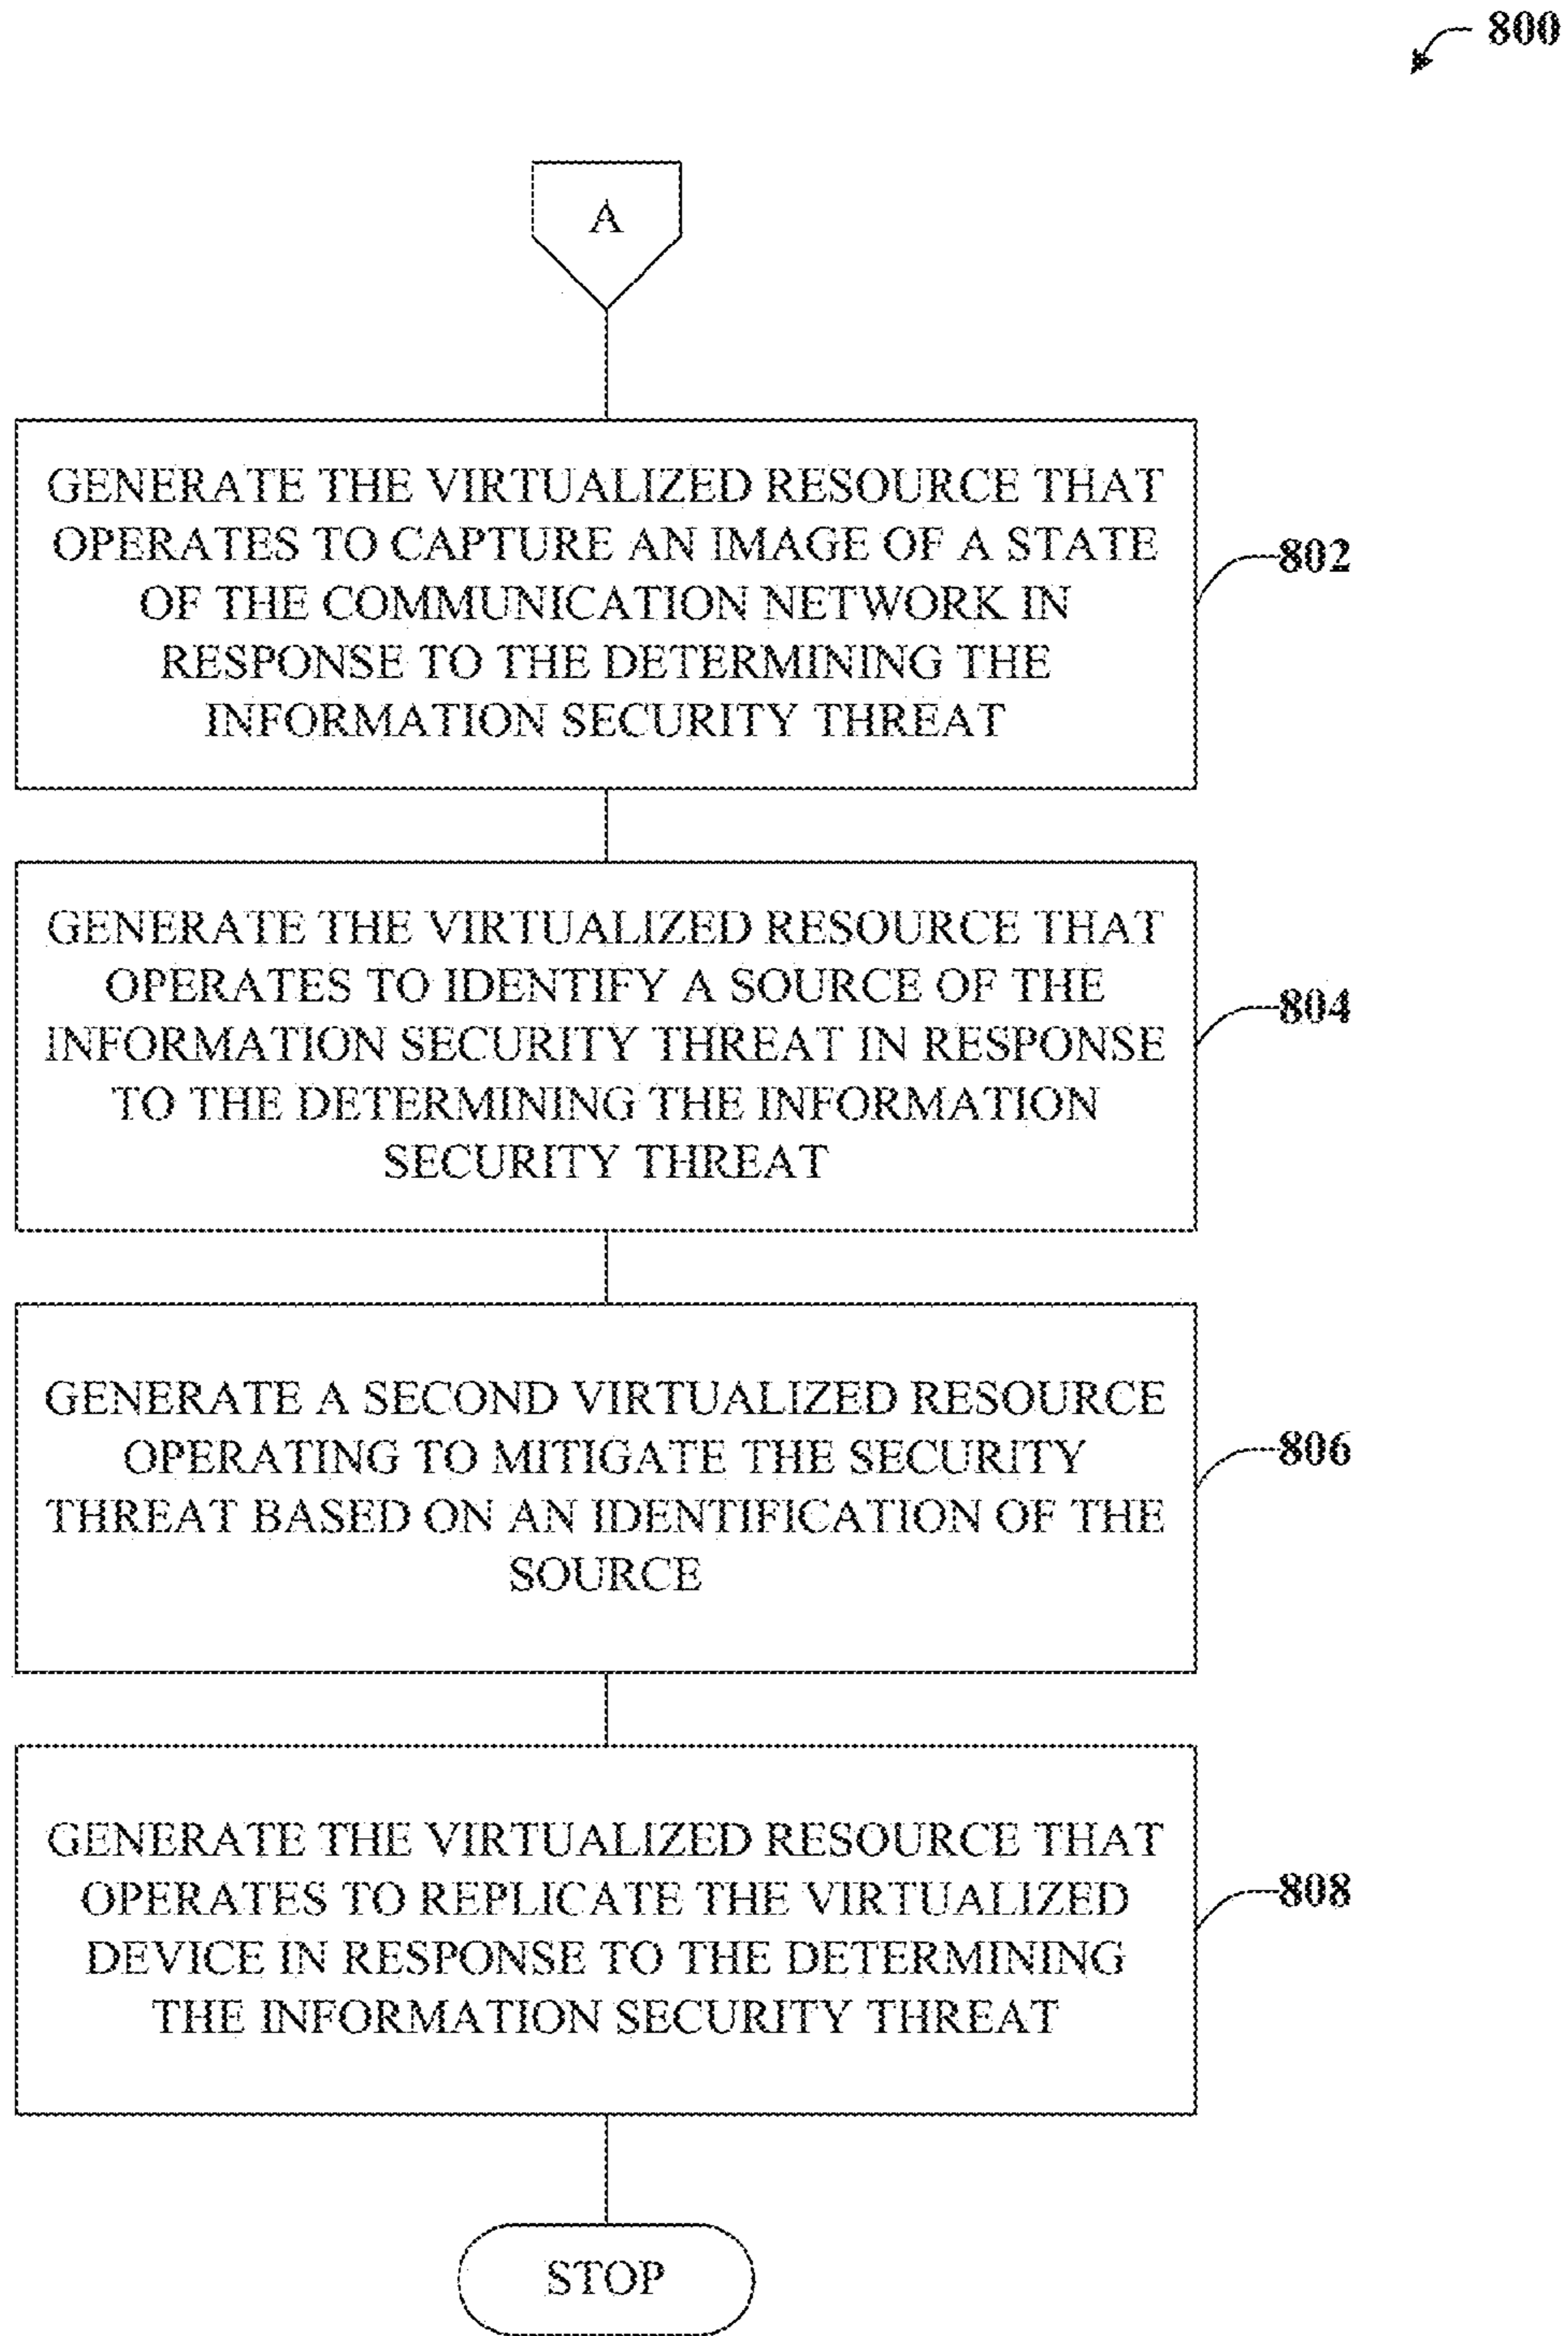 800
A
GENERATE THE VIRTUALIZED RESOURCE THAT
OPERATES TO CAPTURE AN IMAGE OF A STATE
OF THE COMMUNICATION NETWORK IN
RESPONSE TO THE DETERMINING THE
INFORMATION SECURITY THREAT
802
GENERATE THE VIRTUALIZED RESOURCE THAT
OPERATES TO IDENTIFY A SOURCE OF THE
INFORMATION SECURITY THREAT IN RESPONSE
TO THE DETERMINING THE INFORMATION
SECURITY THREAT
804
GENERATE A SECOND VIRTUALIZED RESOURCE
OPERATING TO MITIGATE THE SECURITY
THREAT BASED ON AN IDENTIFICATION OF THE
SOURCE
806
GENERATE THE VIRTUALIZED RESOURCE THAT
OPERATES TO REPLICATE THE VIRTUALIZED
DEVICE IN RESPONSE TO THE DETERMINING
THE INFORMATION SECURITY THREAT
808
STOP